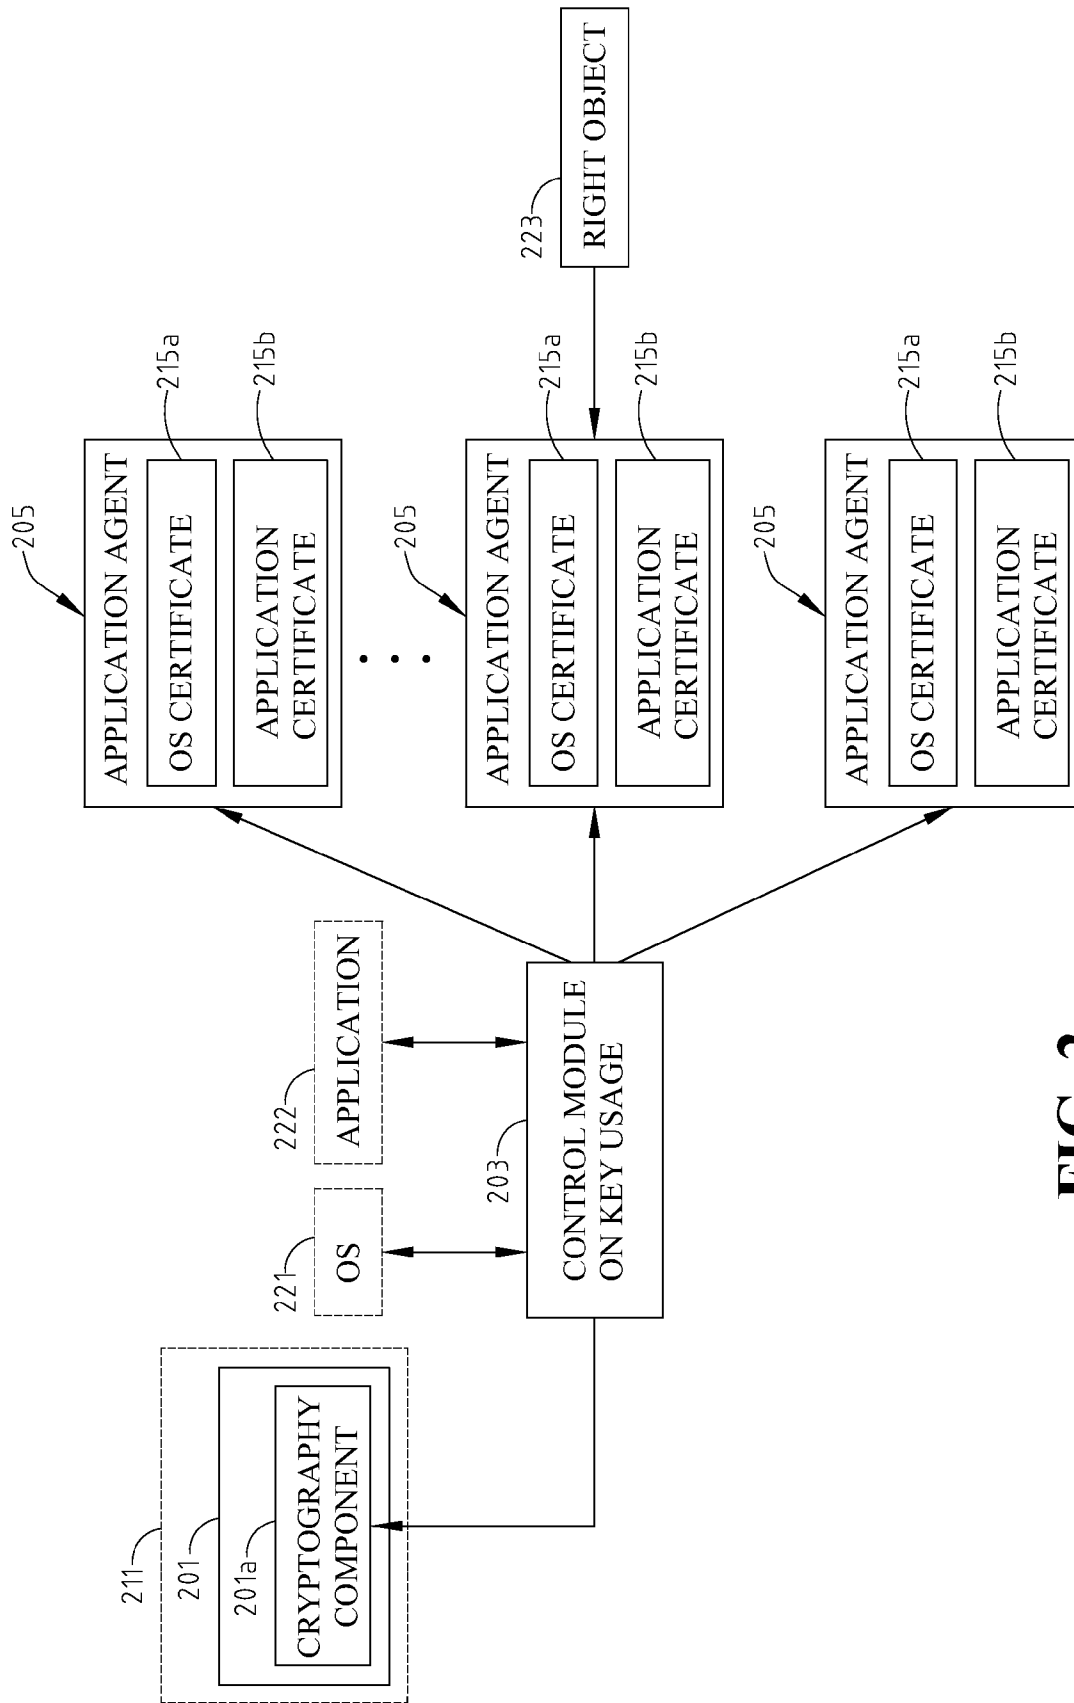 211
201
201a
CRYPTOGRAPHY
COMPONENT
221
OS
222
APPLICATION
203
CONTROL MODULE
ON KEY USAGE
205
APPLICATION AGENT
215a
OS CERTIFICATE
215b
APPLICATION
CERTIFICATE
205
APPLICATION AGENT
215a
OS CERTIFICATE
215b
APPLICATION
CERTIFICATE
223
RIGHT OBJECT
205
APPLICATION AGENT
215a
OS CERTIFICATE
215b
APPLICATION
CERTIFICATE
FIG.